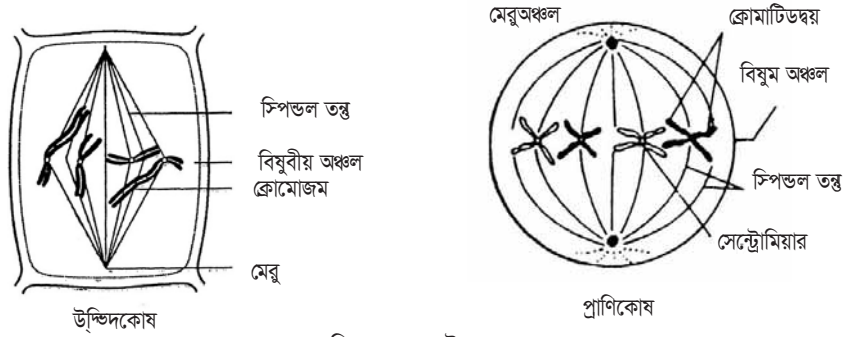 স্পিন্ডল তন্তু
বিষুবীয় অঞ্চল
ক্রোমোজম
মেরু
উদ্ভিদকোষ
মেরুঅঞ্চল
ক্রোমাটিডদ্বয়
বিষুম অঞ্চল
স্পিন্ডল তন্তু
সেন্ট্রোমিয়ার
প্রাণিকোষ